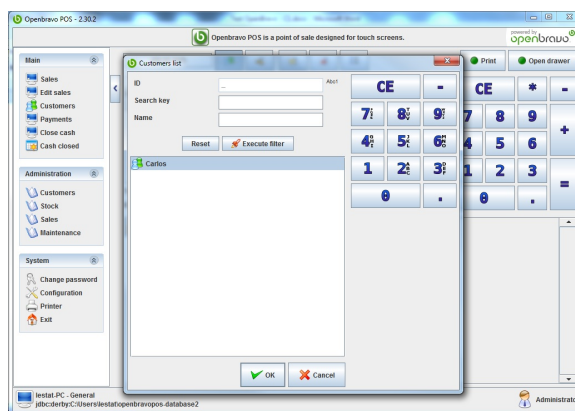 Openbravo POS - 2.30.2
Openbravo POS is a point of sale designed for touch screens.
powered by
openbravo
Main
Sales
Edit sales
Customers
Payments
Close cash
Cash closed
Administration
Customers
Stock
Sales
Maintenance
System
Change password
Configuration
Printer
Exit
Customers list
ID
Abc1
Search key
Name
Reset
Execute filter
Carlos
OK
Cancel
CE -
7 8 9
4 5 6
1 2 3
0 .
Print
Open drawer
CE * -
7 8 9 +
4 5 6
1 2 3 =
0 .
lestat-PC - General
jdbc:derby:C:\Users\lestat\openbravopos-database2
Administrato